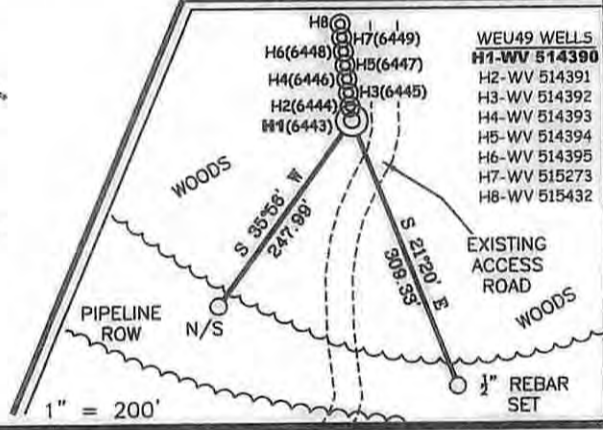 H8
H7(6449)
H6(6448)
H5(6447)
H4(6446)
H3(6445)
H2(6444)
H1(6443)
WEU49 WELLS
H1-WV 514390
H2-WV 514391
H3-WV 514392
H4-WV 514393
H5-WV 514394
H6-WV 514395
H7-WV 515273
H8-WV 515432
WOODS
S 35°56' W
247.99'
S 21°20' E
309.33'
EXISTING
ACCESS
ROAD
WOODS
PIPELINE
ROW
N/S
½" REBAR
SET
1" = 200'